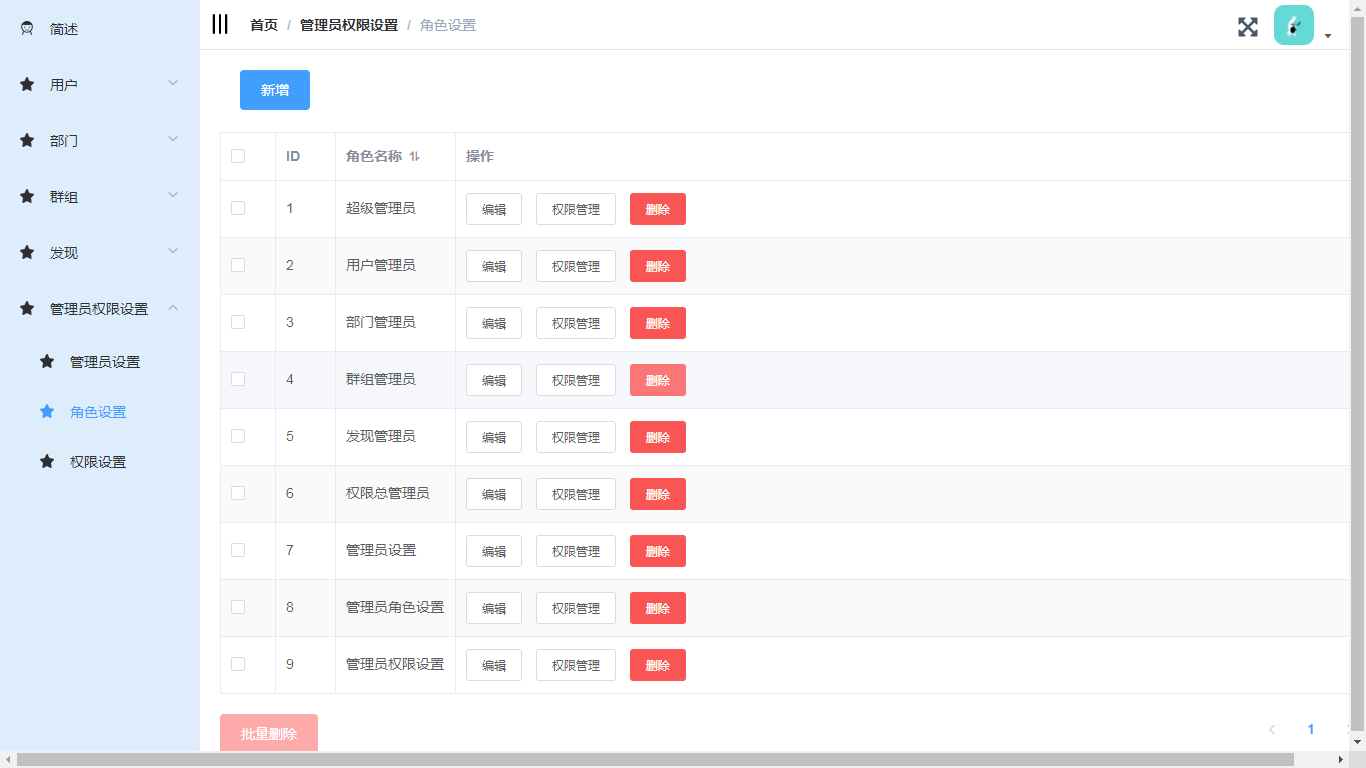 简述
用户
部门
群组
发现
管理员权限设置
管理员设置
角色设置
权限设置
首页 / 管理员权限设置 / 角色设置
新增
ID 角色名称 操作
1 超级管理员 编辑 权限管理 删除
2 用户管理员 编辑 权限管理 删除
3 部门管理员 编辑 权限管理 删除
4 群组管理员 编辑 权限管理 删除
5 发现管理员 编辑 权限管理 删除
6 权限总管理员 编辑 权限管理 删除
7 管理员设置 编辑 权限管理 删除
8 管理员角色设置 编辑 权限管理 删除
9 管理员权限设置 编辑 权限管理 删除
批量删除
1